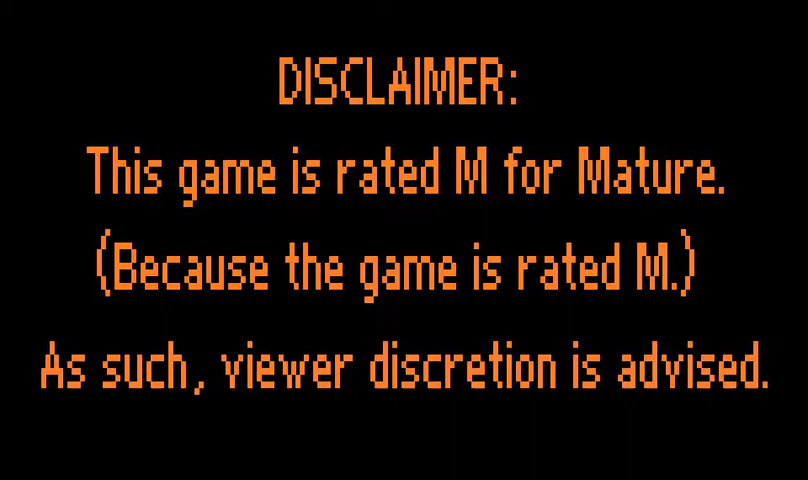 DISCLAIMER:
This game is rated M for Mature.
(Because the game is rated M.)
As such, viewer discretion is advised.